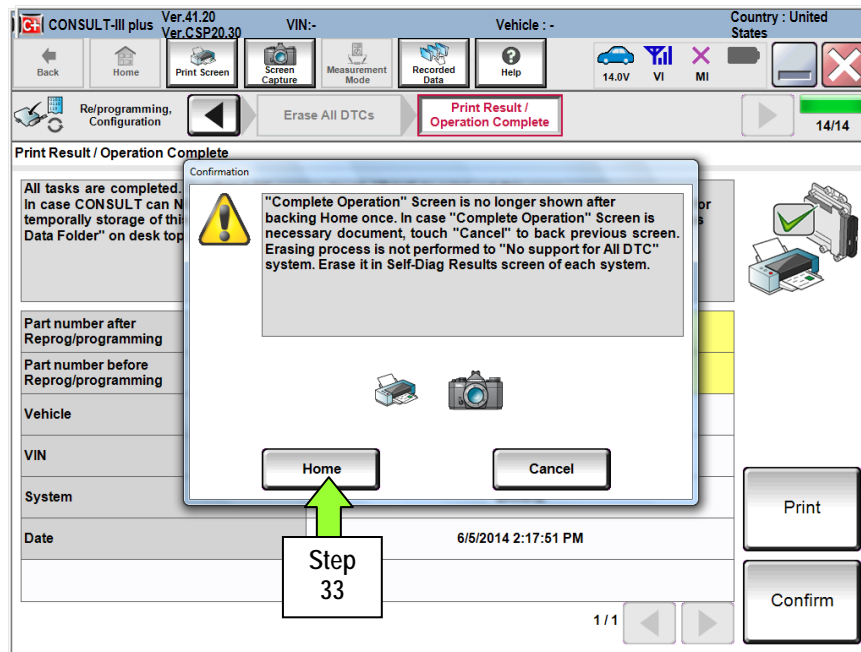 CONSULT-III plus
Ver.41.20
Ver.CSP20.30
VIN:-
Vehicle : -
Country : United
States
Back
Home
Print Screen
Screen
Capture
Measurement
Mode
Recorded
Data
Help
14.0V
VI
MI
Re/programming,
Configuration
Erase All DTCs
Print Result /
Operation Complete
14/14
Print Result / Operation Complete
All tasks are completed.
In case CONSULT can N
or
temporally storage of this
s
Data Folder" on desk top
Confirmation
"Complete Operation" Screen is no longer shown after
backing Home once. In case "Complete Operation" Screen is
necessary document, touch "Cancel" to back previous screen.
Erasing process is not performed to "No support for All DTC"
system. Erase it in Self-Diag Results screen of each system.
Home
Cancel
Part number after
Reprog/programming
Part number before
Reprog/programming
Vehicle
VIN
System
Date
6/5/2014 2:17:51 PM
Step
33
1/1
Print
Confirm